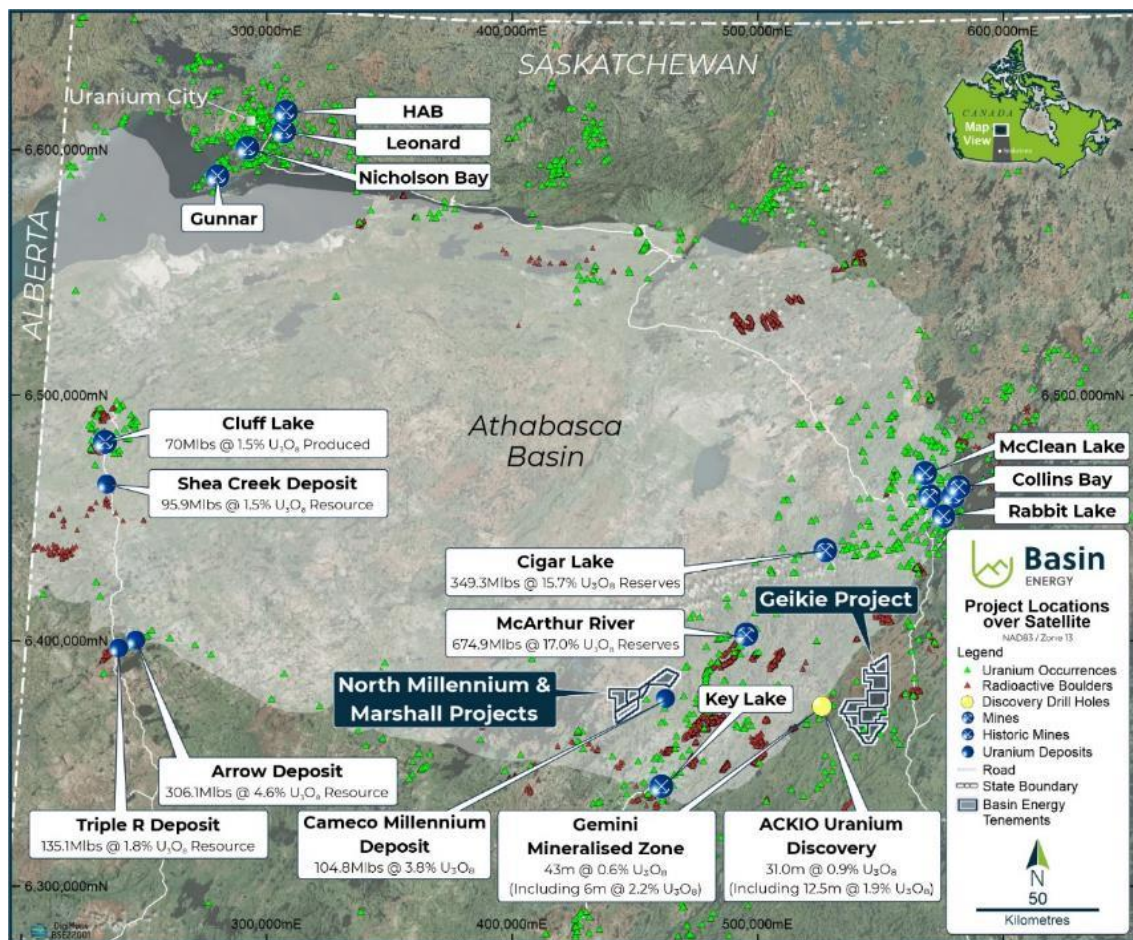 300,000mE
400,000mE
500,000mE
600,000mE
SASKATCHEWAN
Uranium City
HAB
Leonard
Nicholson Bay
Gunnar
CANADA
Map
View
6,600,000mN
ALBERTA
6,500,000mN
6,500,000mN
Cluff Lake
70Mlbs @ 1.5% U₃O₈ Produced
Shea Creek Deposit
95.9Mlbs @ 1.5% U₃O₈ Resource
Athabasca
Basin
McClean Lake
Collins Bay
Rabbit Lake
Cigar Lake
349.3Mlbs @ 15.7% U₃O₈ Reserves
Geikie Project
McArthur River
674.9Mlbs @ 17.0% U₃O₈ Reserves
6,400,000mN
North Millennium &
Marshall Projects
Key Lake
Arrow Deposit
306.1Mlbs @ 4.6% U₃O₈ Resource
Triple R Deposit
135.1Mlbs @ 1.8% U₃O₈ Resource
Cameco Millennium
Deposit
104.8Mlbs @ 3.8% U₃O₈
Gemini
Mineralised Zone
43m @ 0.6% U₃O₈
(Including 6m @ 2.2% U₃O₈)
ACKIO Uranium
Discovery
31.0m @ 0.9% U₃O₈
(Including 12.5m @ 1.9% U₃O₈)
6,300,000mN
300,000mE
400,000mE
500,000mE
Basin
ENERGY
Project Locations
over Satellite
NAD83 / Zone 13
Legend
Uranium Occurrences
Radioactive Boulders
Discovery Drill Holes
Mines
Historic Mines
Uranium Deposits
Road
State Boundary
Basin Energy
Tenements
N
50
Kilometres
DigiMaps
BSE22001